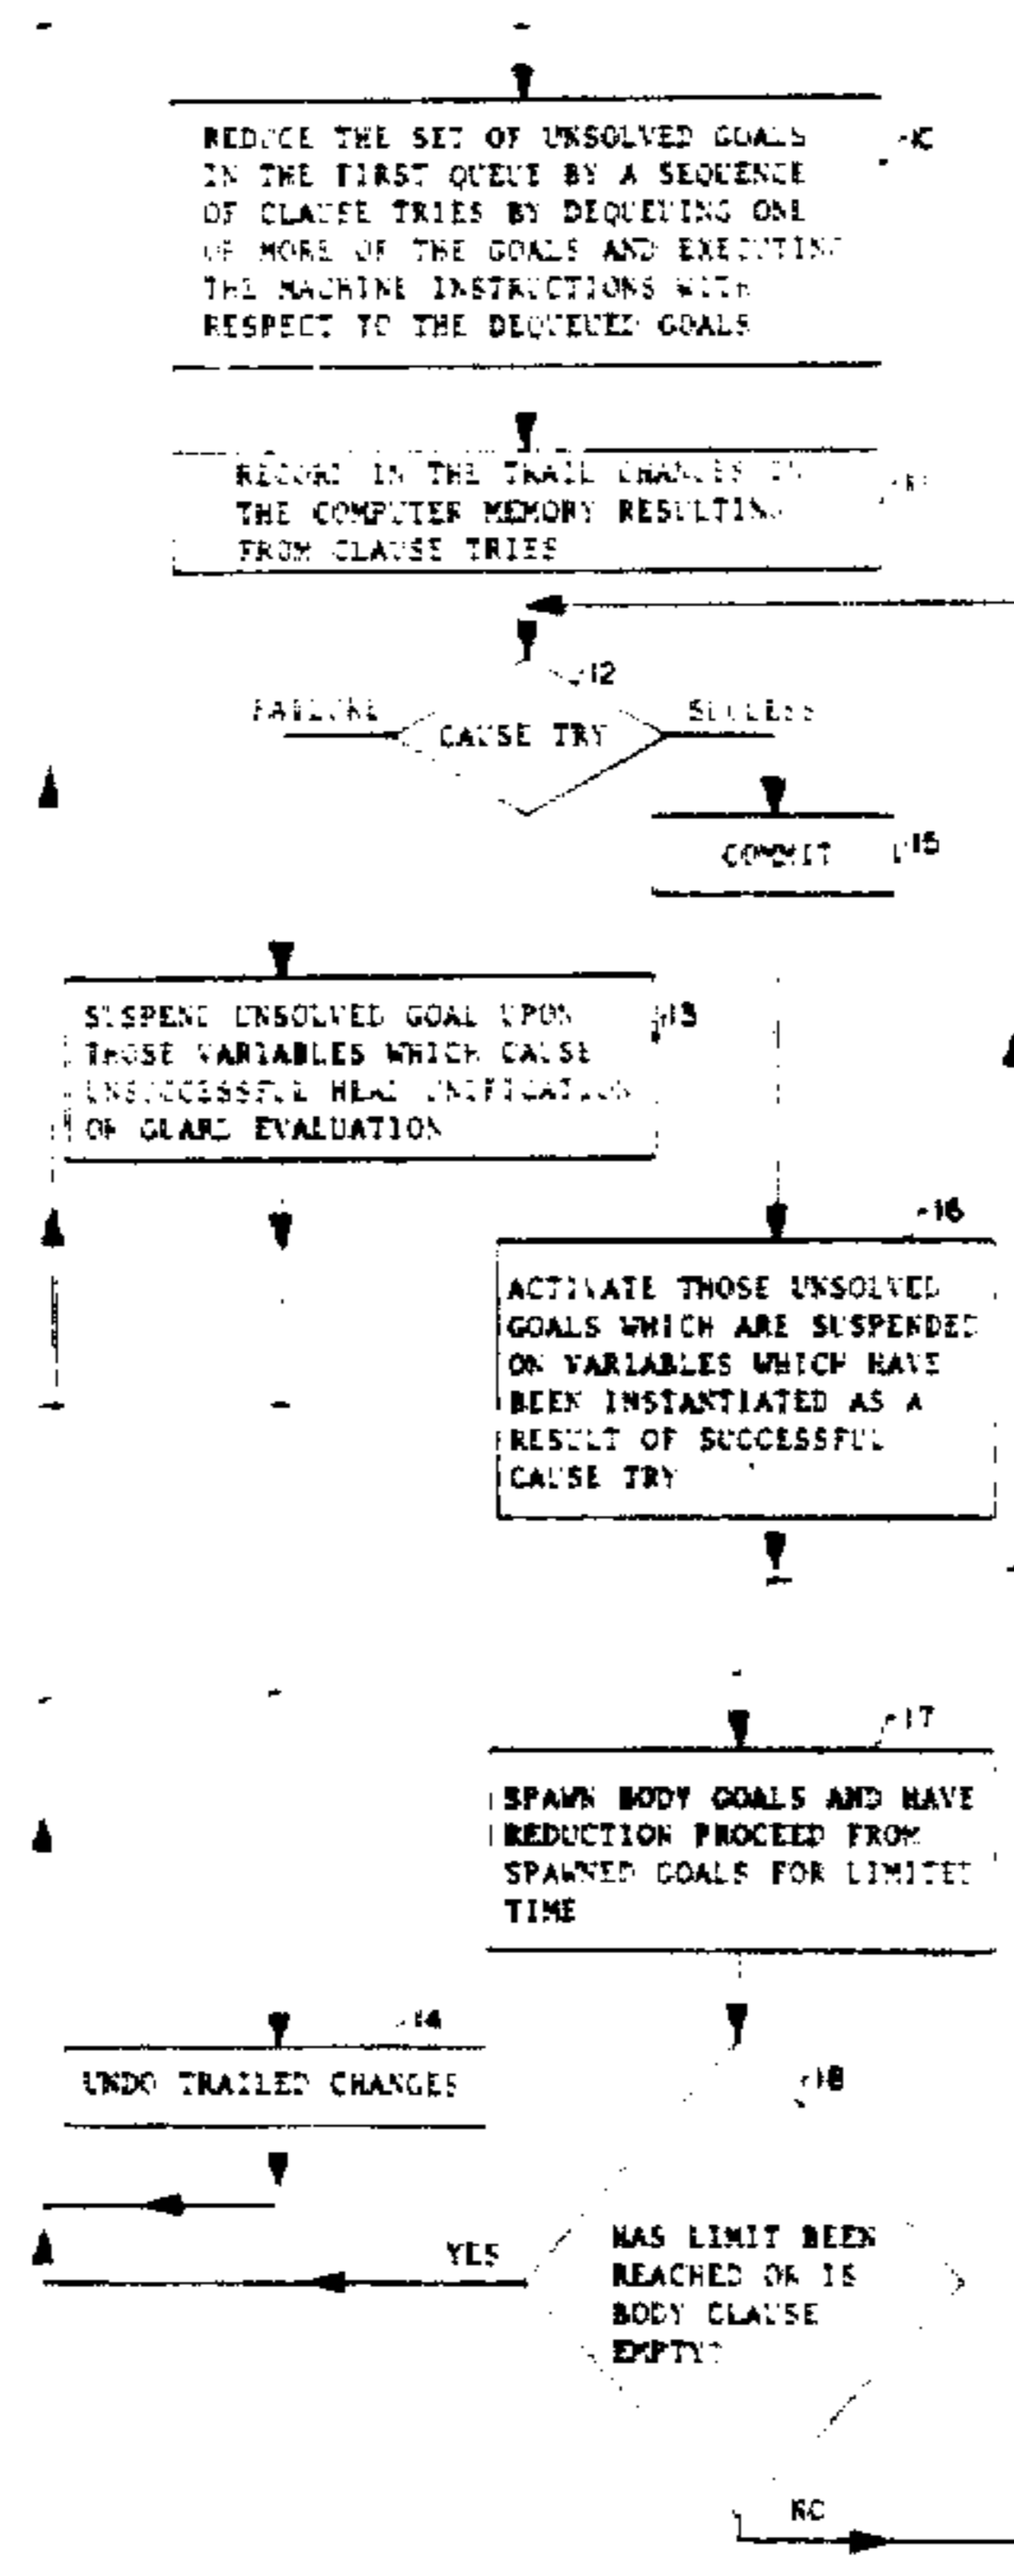 REDUCE THE SET OF UNSOLVED GOALS
IN THE FIRST QUEUE BY A SEQUENCE
OF CLAUSE TRIES BY DEQUEUING ONE
OR MORE OF THE GOALS AND EXECUTING
THE MACHINE INSTRUCTIONS WITH
RESPECT TO THE DEQUEUED GOALS
RECORD IN THE TRAIL CHANGES IN
THE COMPUTER MEMORY RESULTING
FROM CLAUSE TRIES
12
FAILURE
CAUSE TRY
SUCCESS
COMMIT
15
SUSPEND UNSOLVED GOAL UPON
THOSE VARIABLES WHICH CAUSE
UNSUCCESSFUL HEAD UNIFICATION
OR GUARD EVALUATION
13
16
ACTIVATE THOSE UNSOLVED
GOALS WHICH ARE SUSPENDED
ON VARIABLES WHICH HAVE
BEEN INSTANTIATED AS A
RESULT OF SUCCESSFUL
CAUSE TRY
17
SPAWN BODY GOALS AND HAVE
REDUCTION PROCEED FROM
SPAWNED GOALS FOR LIMITED
TIME
14
UNDO TRAILED CHANGES
18
YES
HAS LIMIT BEEN
REACHED OR IS
BODY CLAUSE
EMPTY?
NO